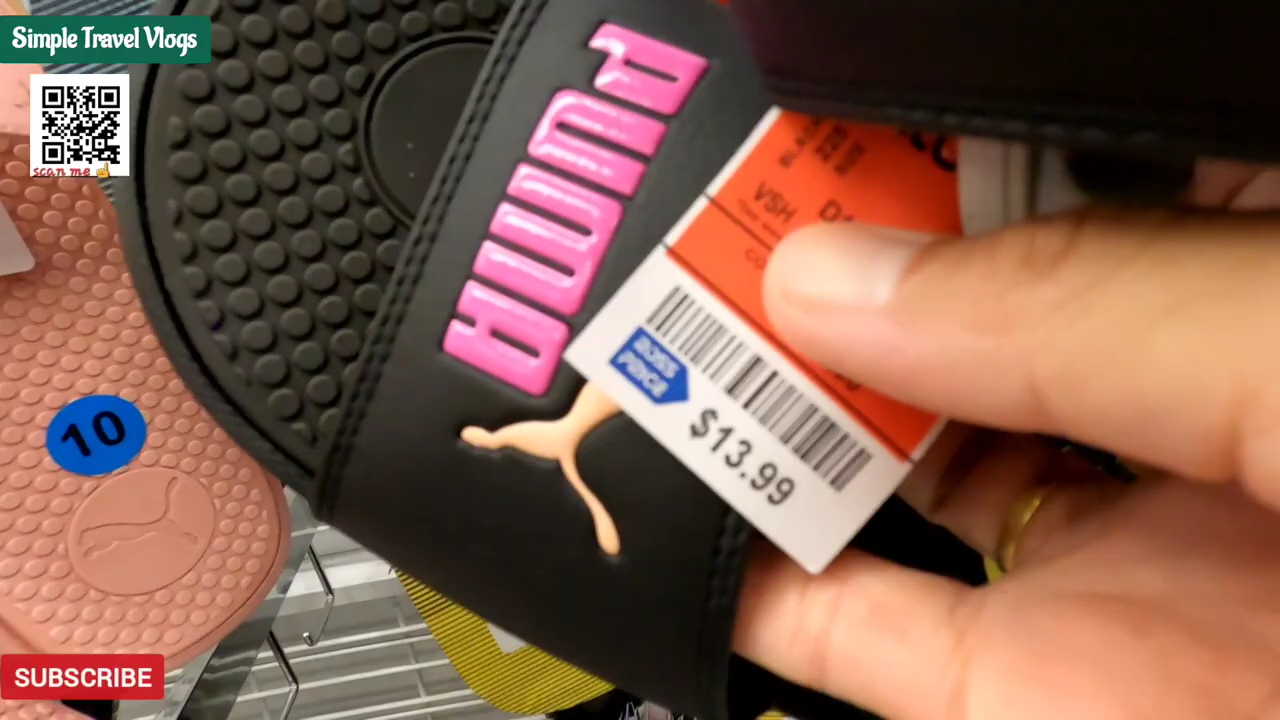 Simple Travel Vlogs
scan me
PUMA
VSH
ROSS
PRICE
$13.99
10
SUBSCRIBE